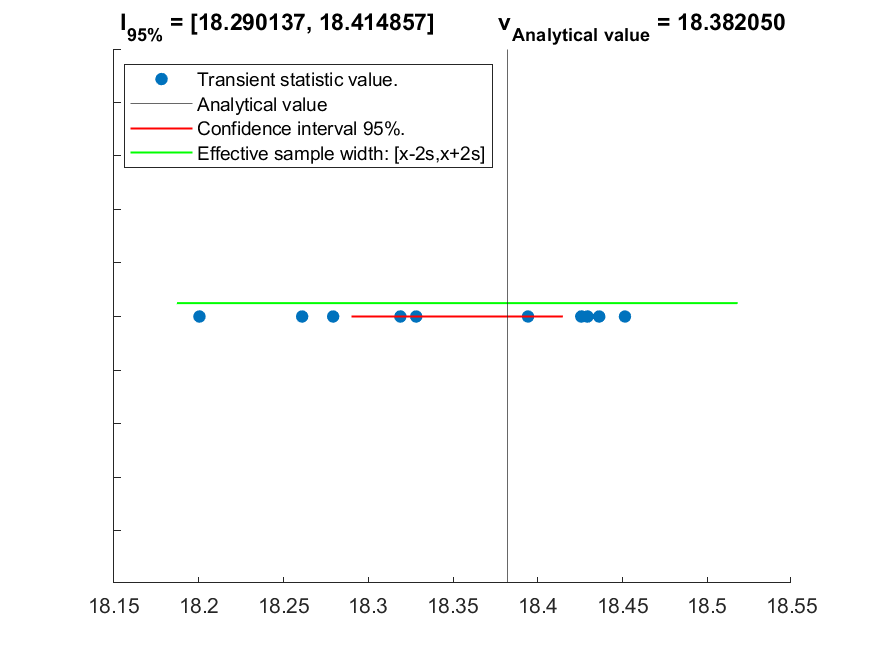 I95% = [18.290137, 18.414857] vAnalytical value = 18.382050
Transient statistic value.
Analytical value
Confidence interval 95%.
Effective sample width: [x-2s,x+2s]
18.15 18.2 18.25 18.3 18.35 18.4 18.45 18.5 18.55